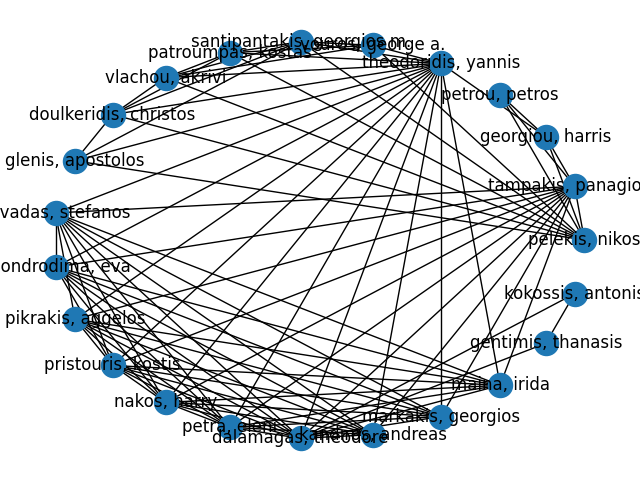 santipantakis, georgios m.
vouros, george a.
patroumpas, kostas
theodoridis, yannis
vlachou, akrivi
petrou, petros
doulkeridis, christos
georgiou, harris
glenis, apostolos
tampakis, panagio
vadas, stefanos
pelekis, nikos
ondrodima, eva
kokossis, antonis
pikrakis, aggelos
gentimis, thanasis
pristouris, kostis
maina, irida
nakos, harry
markakis, georgios
petra, eleni
dalamagas, theodore
andreas